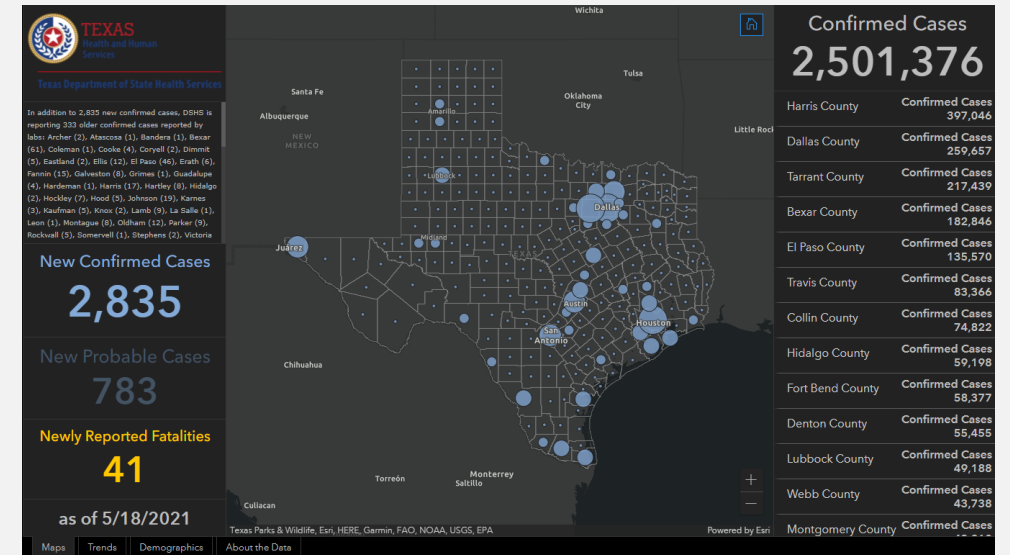 TEXAS
Health and Human
Services
Texas Department of State Health Services
In addition to 2,835 new confirmed cases, DSHS is
reporting 333 older confirmed cases reported by
labs: Archer (2), Atascosa (1), Bandera (1), Bexar
(61), Coleman (1), Cooke (4), Coryell (2), Dimmit
(5), Eastland (2), Ellis (12), El Paso (46), Erath (6),
Fannin (15), Galveston (8), Grimes (1), Guadalupe
(4), Hardeman (1), Harris (17), Hartley (8), Hidalgo
(2), Hockley (7), Hood (5), Johnson (19), Karnes
(3), Kaufman (5), Knox (2), Lamb (9), La Salle (1),
Leon (1), Montague (8), Oldham (12), Parker (9),
Rockwall (5), Somervell (1), Stephens (2), Victoria
New Confirmed Cases
2,835
New Probable Cases
783
Newly Reported Fatalities
41
as of 5/18/2021
Maps Trends Demographics About the Data
Wichita
Tulsa
Santa Fe
Oklahoma
City
Albuquerque
Amarillo
Little Rock
NEW
MEXICO
Lubbock
Dallas
Midland
Juárez
TEXAS
Austin
Houston
San
Antonio
Chihuahua
Torreón
Monterrey
Saltillo
Culiacan
Texas Parks & Wildlife, Esri, HERE, Garmin, FAO, NOAA, USGS, EPA
Powered by Esri
Confirmed Cases
2,501,376
Harris County Confirmed Cases
397,046
Dallas County Confirmed Cases
259,657
Tarrant County Confirmed Cases
217,439
Bexar County Confirmed Cases
182,846
El Paso County Confirmed Cases
135,570
Travis County Confirmed Cases
83,366
Collin County Confirmed Cases
74,822
Hidalgo County Confirmed Cases
59,198
Fort Bend County Confirmed Cases
58,377
Denton County Confirmed Cases
55,455
Lubbock County Confirmed Cases
49,188
Webb County Confirmed Cases
43,738
Montgomery County Confirmed Cases